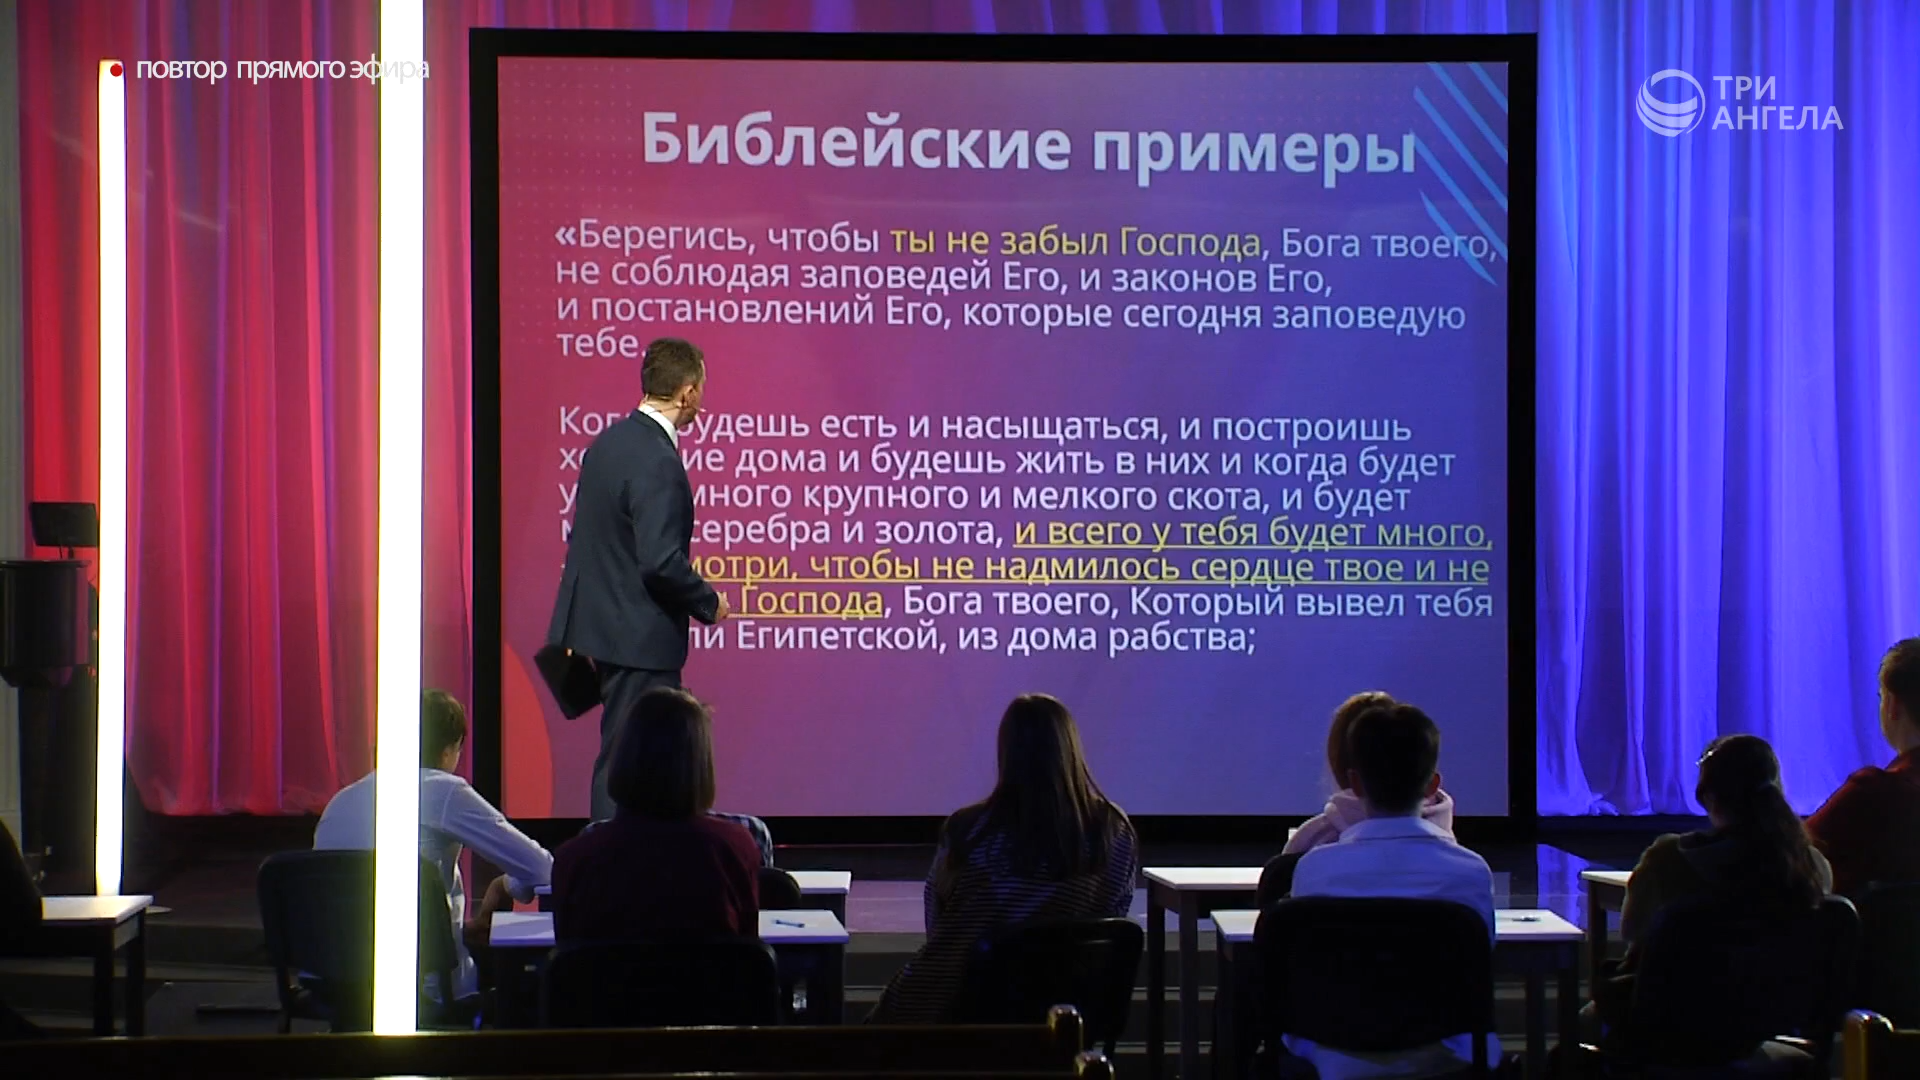 повтор прямого эфира
ТРИ
АНГЕЛА
Библейские примеры
«Берегись, чтобы ты не забыл Господа, Бога твоего,
не соблюдая заповедей Его, и законов Его,
и постановлений Его, которые сегодня заповедую
тебе.
будешь есть и насыщаться, и построишь
дома и будешь жить в них и когда будет
много крупного и мелкого скота, и будет
серебра и золота, и всего у тебя будет много,
чтобы не надмилось сердце твое и не
Господа, Бога твоего, Который вывел тебя
Египетской, из дома рабства;